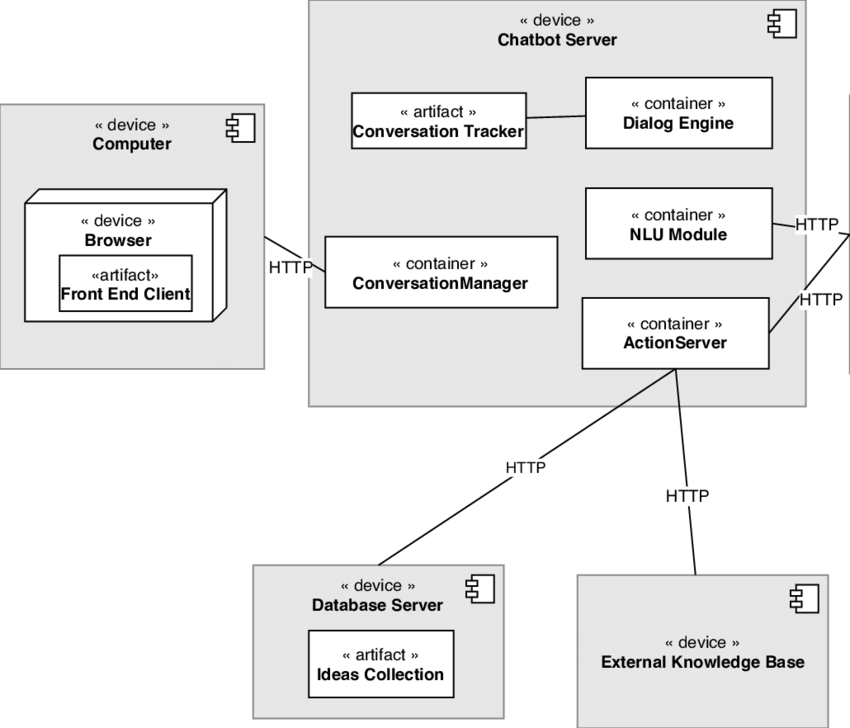 « device »
Chatbot Server
« artifact »
Conversation Tracker
« container »
Dialog Engine
« device »
Computer
« device »
Browser
«artifact»
Front End Client
« container »
NLU Module
HTTP
HTTP
« container »
ConversationManager
HTTP
« container »
ActionServer
HTTP
HTTP
« device »
Database Server
« artifact »
Ideas Collection
« device »
External Knowledge Base